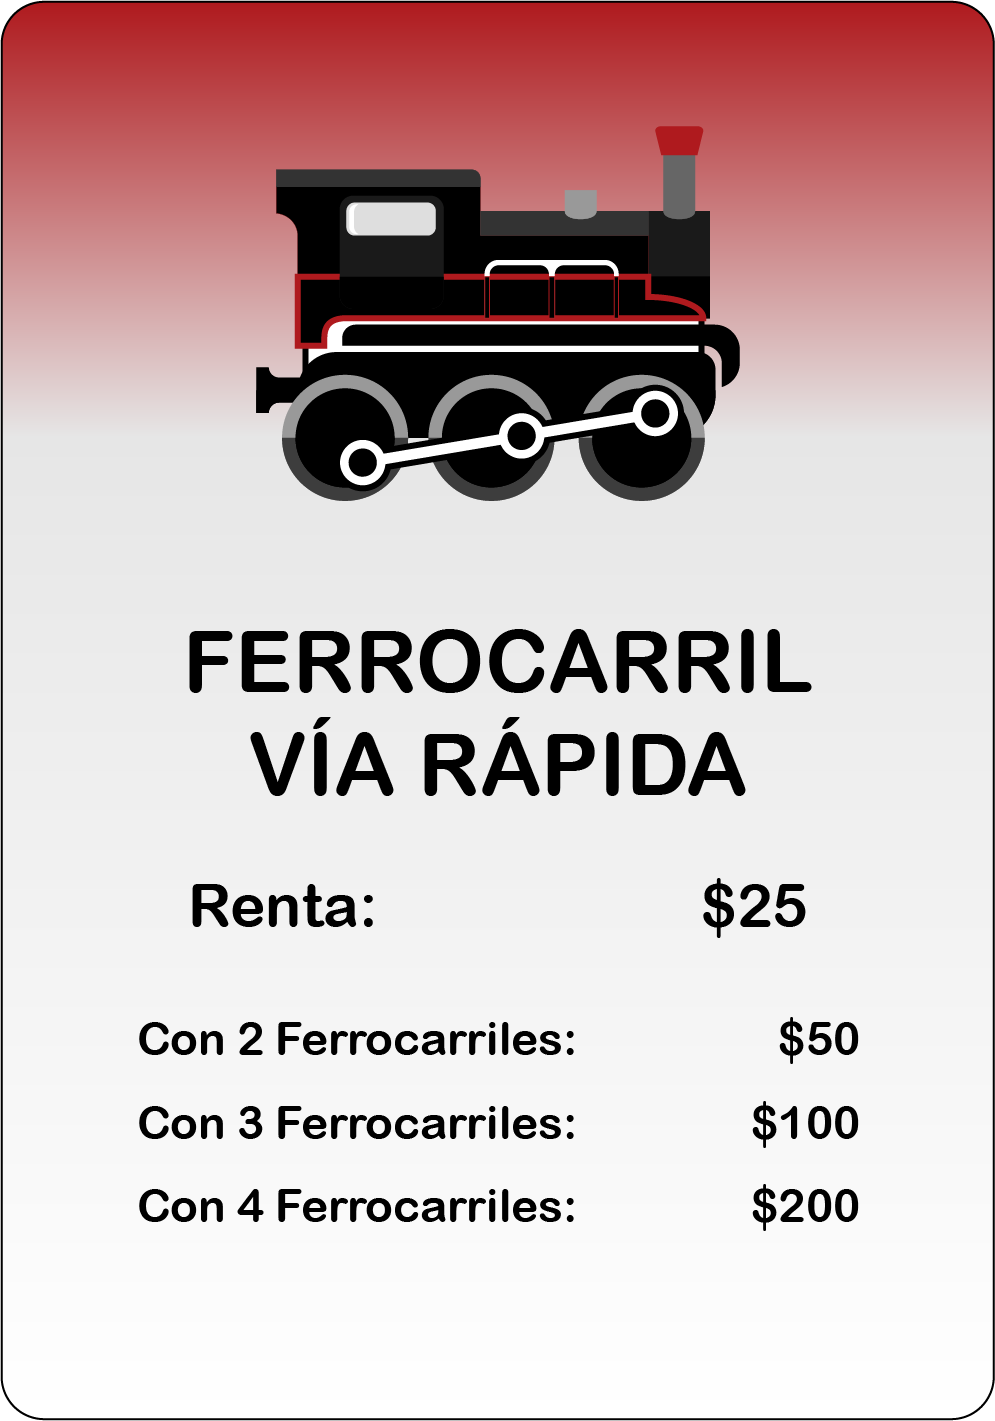 FERROCARRIL
VÍA RÁPIDA
Renta: $25
Con 2 Ferrocarriles: $50
Con 3 Ferrocarriles: $100
Con 4 Ferrocarriles: $200